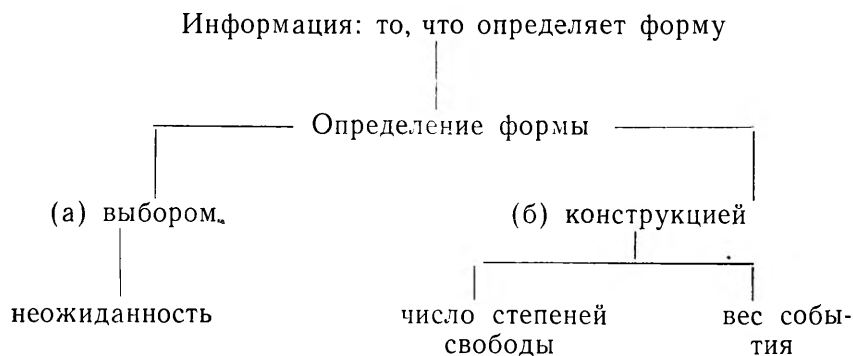 Информация: то, что определяет форму
Определение формы
(а) выбором
(б) конструкцией
неожиданность
число степеней
свободы
вес собы-
тия